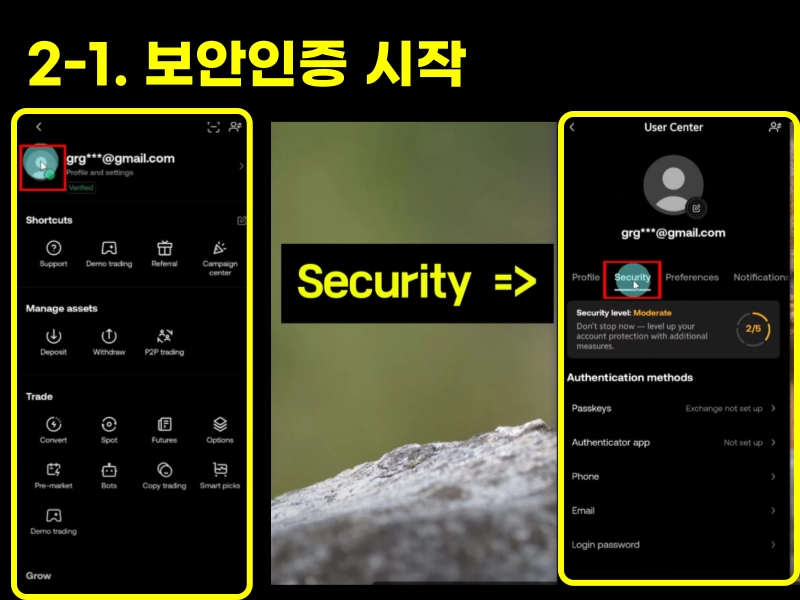 2-1. 보안인증 시작
grg***@gmail.com
Profile and settings
Verified
Shortcuts
Support
Demo trading
Referral
Campaign
center
Manage assets
Deposit
Withdraw
P2P trading
Trade
Convert
Spot
Futures
Options
Pre-market
Bots
Copy trading
Smart picks
Demo trading
Grow
Security =>
User Center
grg***@gmail.com
Profile Security Preferences Notification
Security level: Moderate
Don't stop now — level up your
account protection with additional
measures.
2/5
Authentication methods
Passkeys Exchange not set up
Authenticator app Not set up
Phone
Email
Login password